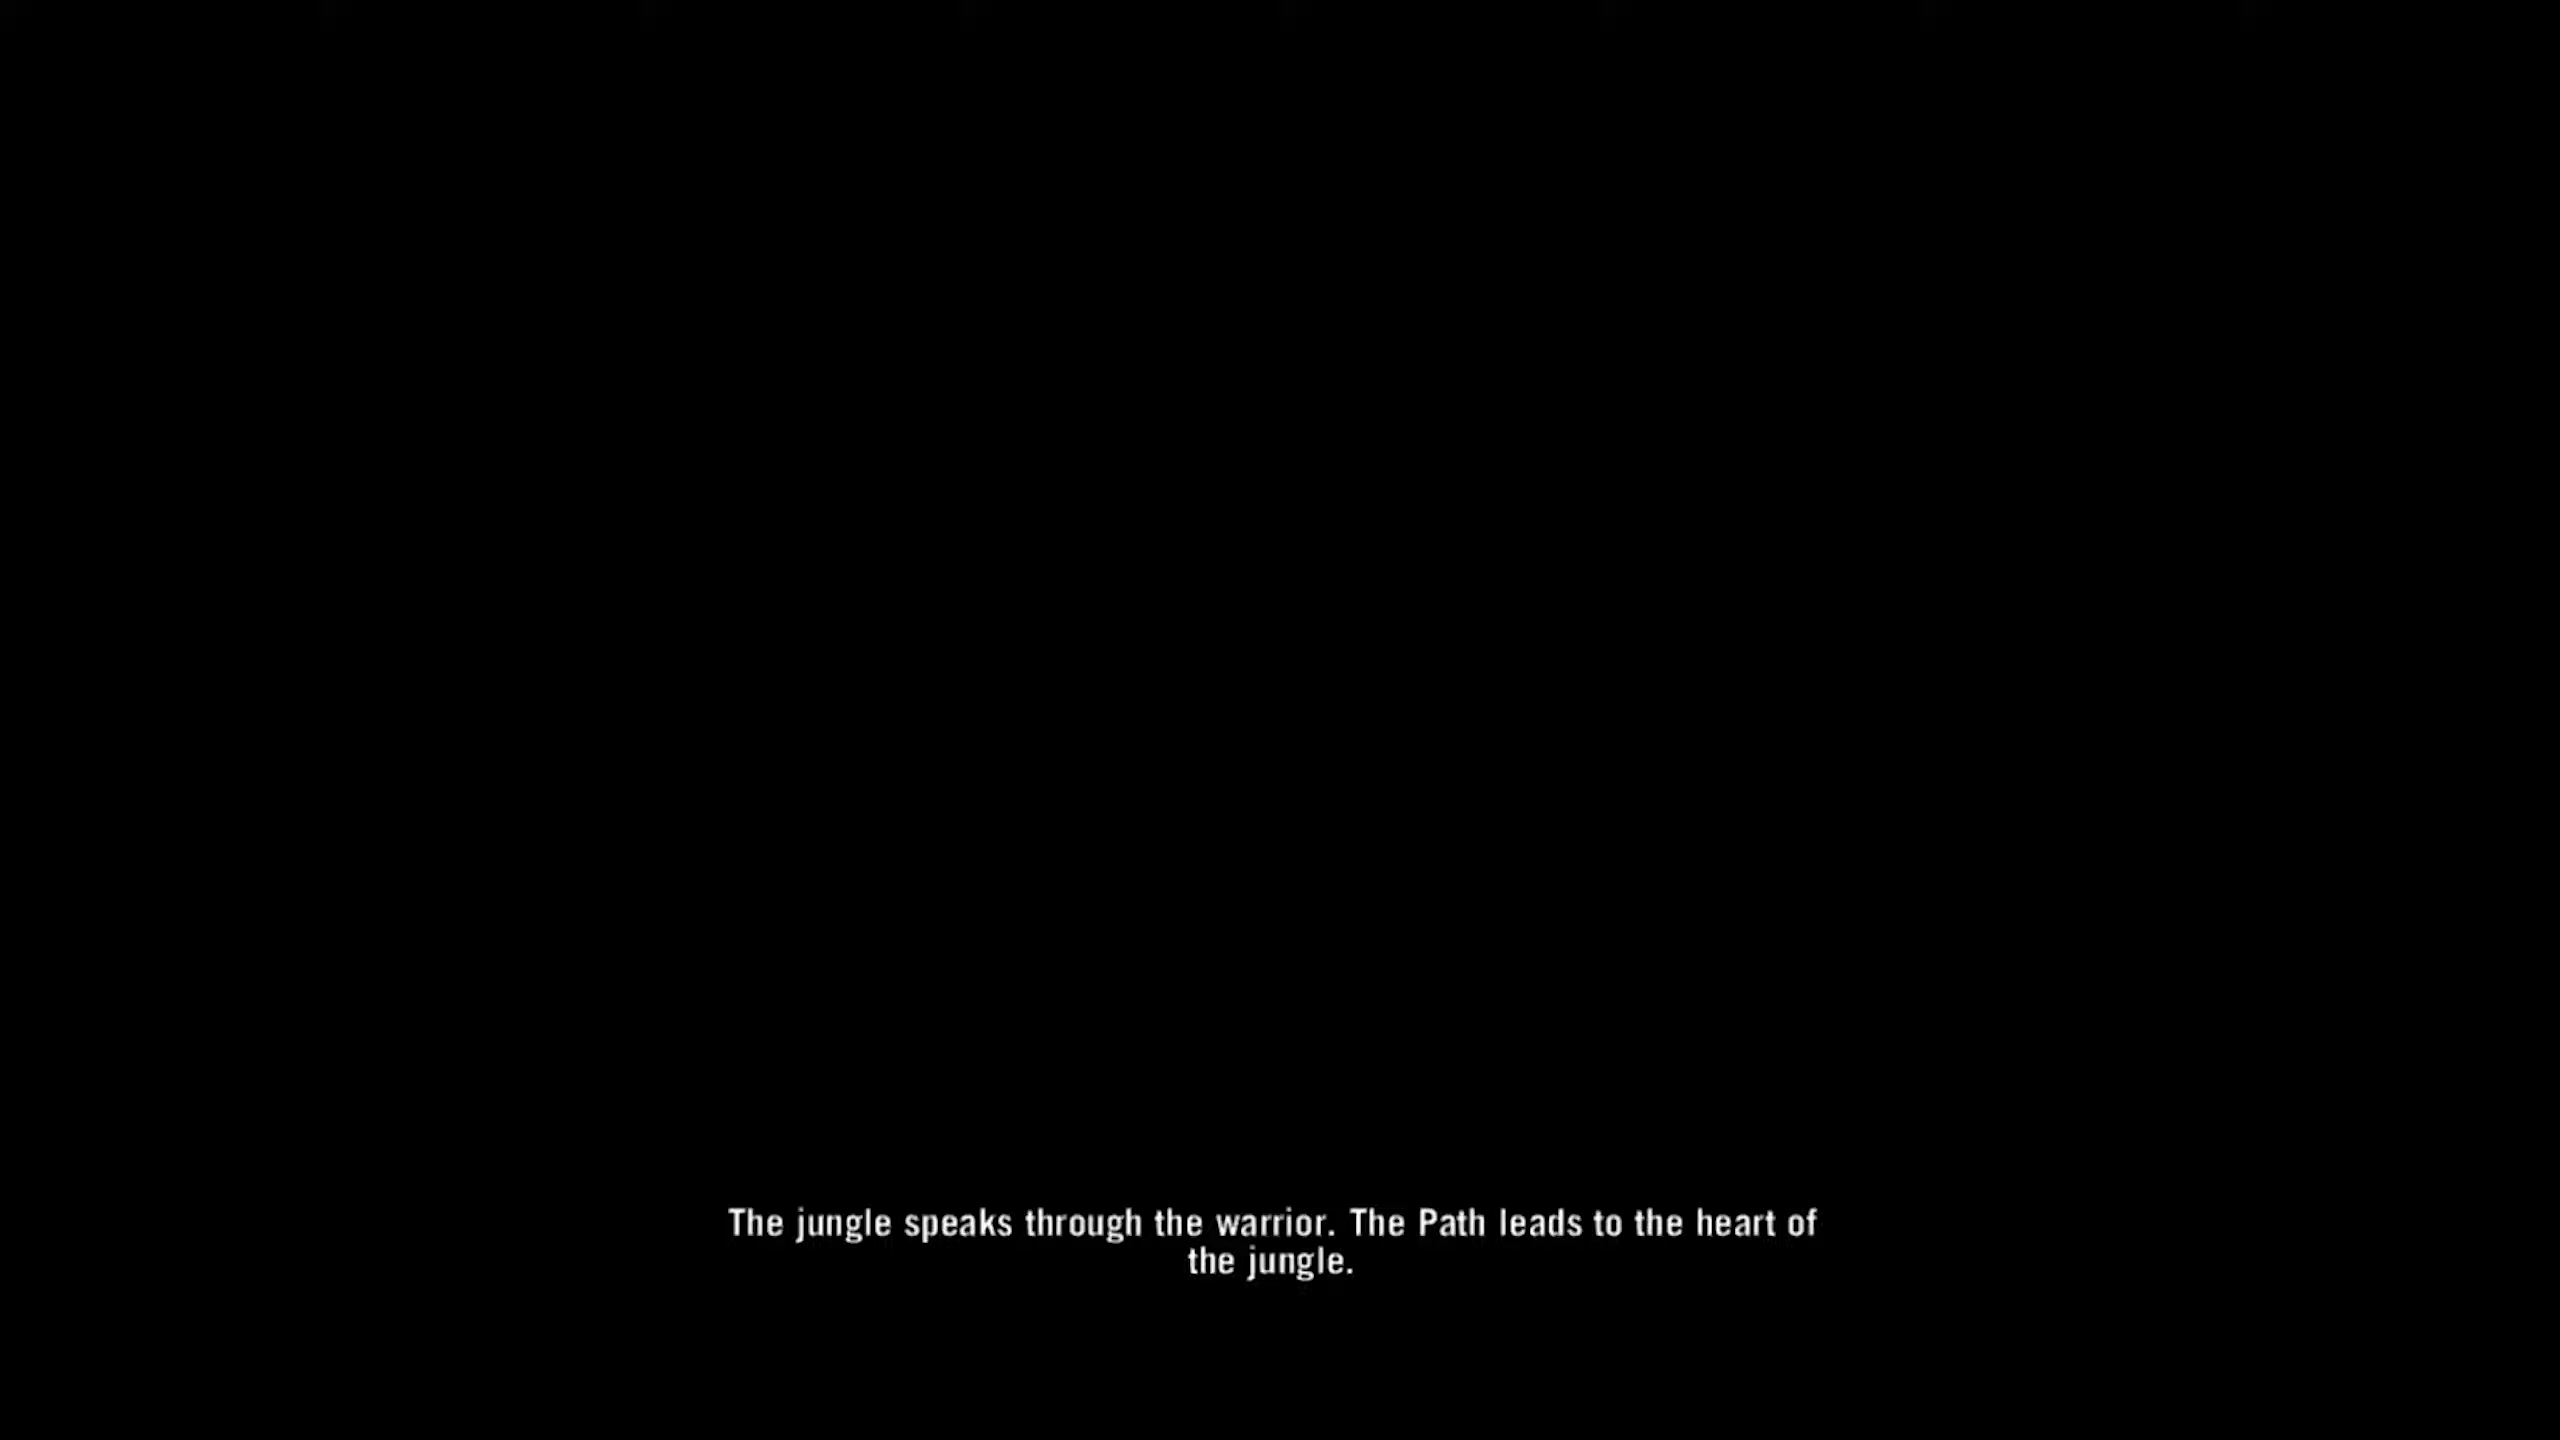 The jungle speaks through the warrior. The Path leads to the heart of
the jungle.